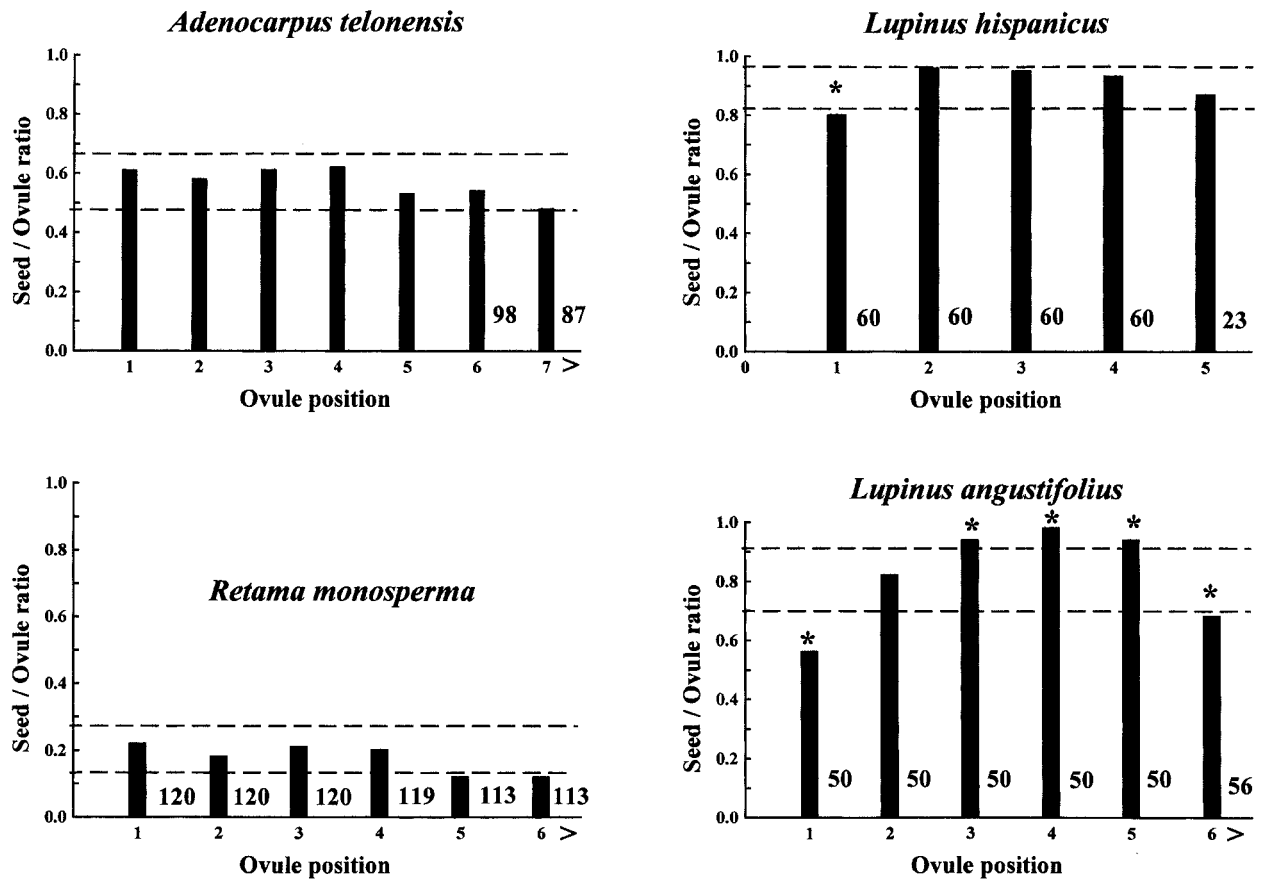 Adenocarpus telonensis
1.0
0.8
0.6
0.4
0.2
0.0
Seed / Ovule ratio
98 87
1 2 3 4 5 6 7 >
Ovule position
Lupinus hispanicus
1.0
0.8
0.6
0.4
0.2
0.0
Seed / Ovule ratio
*
60 60 60 60 23
0 1 2 3 4 5
Ovule position
Retama monosperma
1.0
0.8
0.6
0.4
0.2
0.0
Seed / Ovule ratio
120 120 120 119 113 113
1 2 3 4 5 6 >
Ovule position
Lupinus angustifolius
1.0
0.8
0.6
0.4
0.2
0.0
Seed / Ovule ratio
* * * * *
50 50 50 50 50 56
1 2 3 4 5 6 >
Ovule position